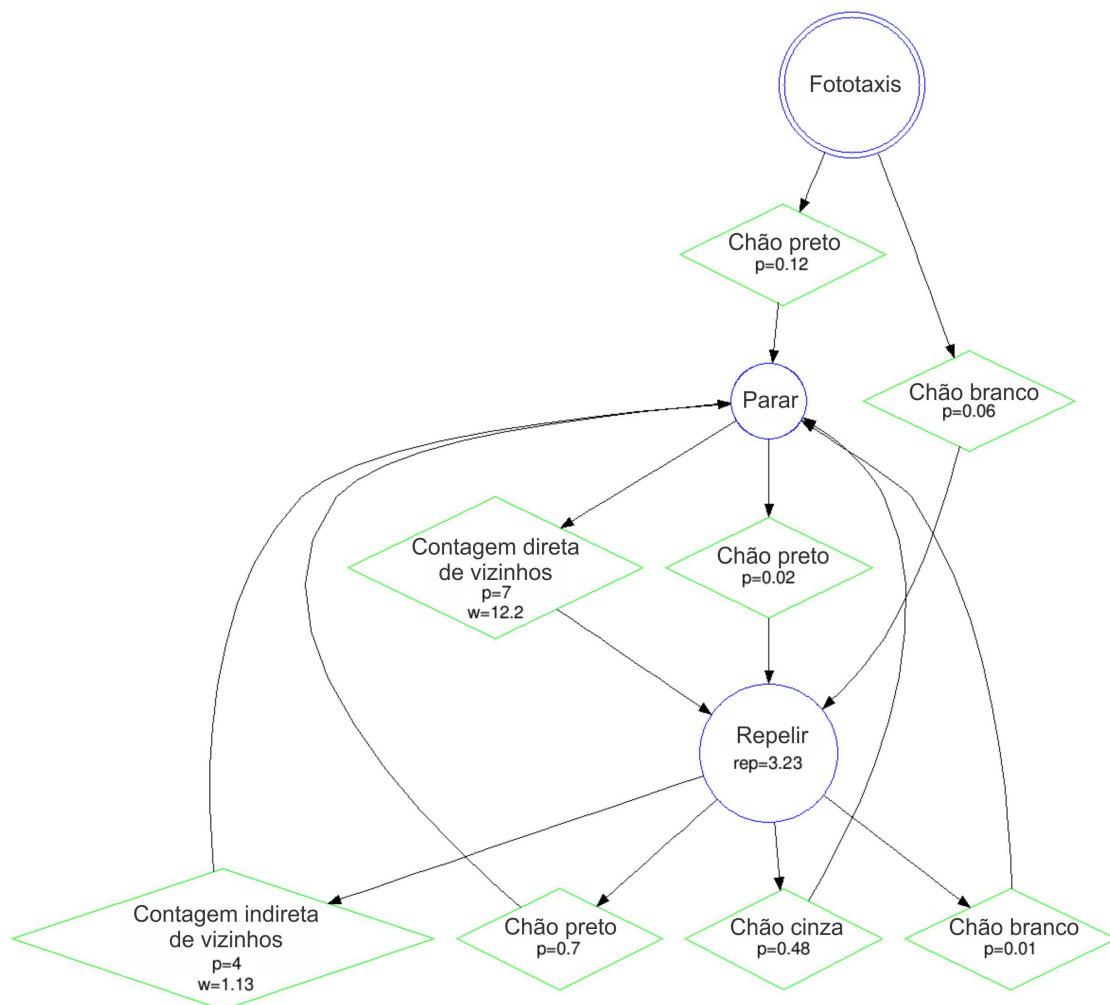 Fototaxis
Chão preto
p=0.12
Chão branco
p=0.06
Parar
Contagem direta
de vizinhos
p=7
w=12.2
Chão preto
p=0.02
Repelir
rep=3.23
Contagem indireta
de vizinhos
p=4
w=1.13
Chão preto
p=0.7
Chão cinza
p=0.48
Chão branco
p=0.01